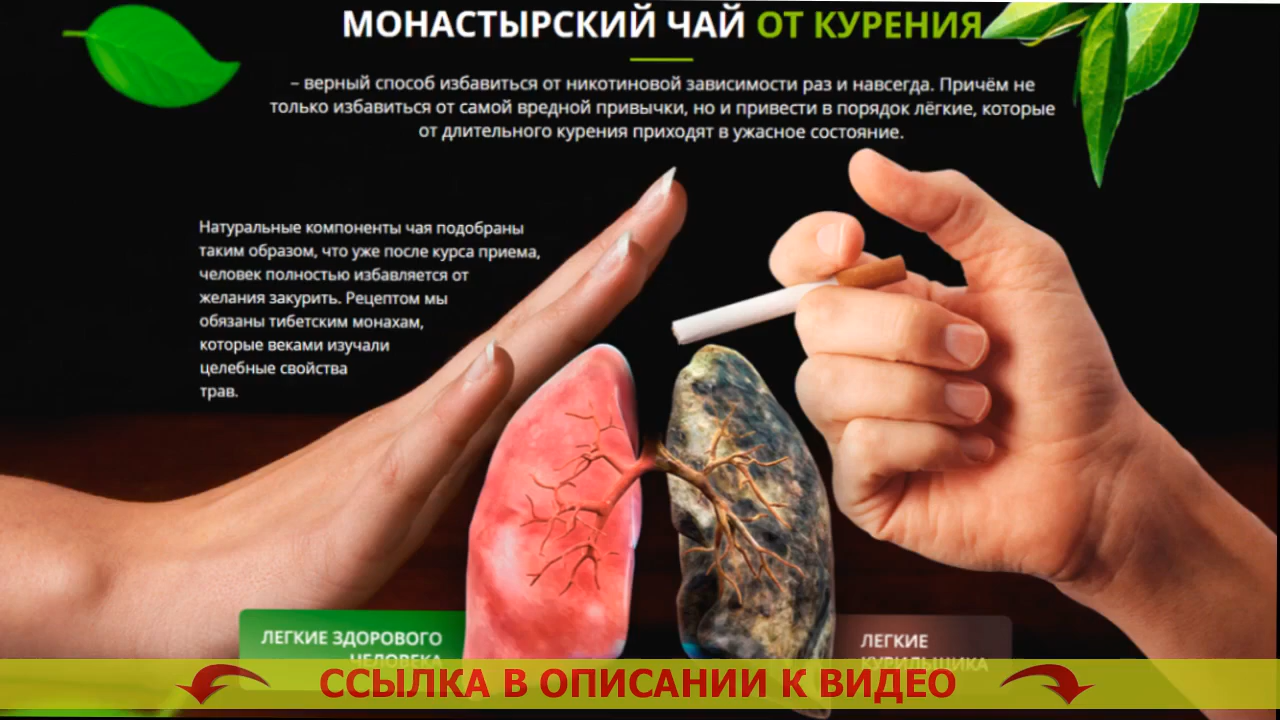 МОНАСТЫРСКИЙ ЧАЙ ОТ КУРЕНИЯ
– верный способ избавиться от никотиновой зависимости раз и навсегда. Причём не
только избавиться от самой вредной привычки, но и привести в порядок лёгкие, которые
от длительного курения приходят в ужасное состояние.
Натуральные компоненты чая подобраны
таким образом, что уже после курса приема,
человек полностью избавляется от
желания закурить. Рецептом мы
обязаны тибетским монахам,
которые веками изучали
целебные свойства
трав.
ЛЕГКИЕ ЗДОРОВОГО
ЧЕЛОВЕКА
ЛЕГКИЕ
КУРИЛЬЩИКА
ССЫЛКА В ОПИСАНИИ К ВИДЕО